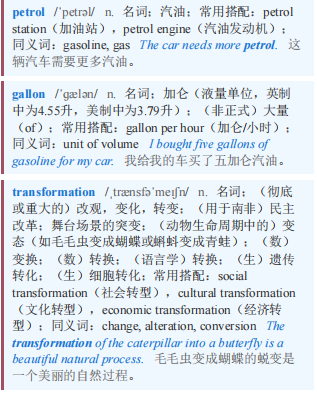 petrol /ˈpetrəl/ n. 名词；汽油；常用搭配：petrol
station（加油站），petrol engine（汽油发动机）；
同义词：gasoline, gas The car needs more petrol. 这
辆汽车需要更多汽油。
gallon /ˈɡælən/ n. 名词；加仑（液量单位，英制
中为4.55升，美制中为3.79升）；（非正式）大量
（of）；常用搭配：gallon per hour（加仑/小时）；
同义词：unit of volume I bought five gallons of
gasoline for my car. 我给我的车买了五加仑汽油。
transformation /ˌtrænsfəˈmeɪʃn/ n. 名词；（彻底
或重大的）改观，变化，转变；（用于南非）民主
改革；舞台场景的突变；（动物生命周期中的）变
态（如毛毛虫变成蝴蝶或蝌蚪变成青蛙）；（数）
变换；（数）转换；（语言学）转换；（生）遗传
转化；（生）细胞转化；常用搭配：social
transformation（社会转型），cultural transformation
（文化转型），economic transformation（经济转
型）；同义词：change, alteration, conversion The
transformation of the caterpillar into a butterfly is a
beautiful natural process. 毛毛虫变成蝴蝶的蜕变是
一个美丽的自然过程。